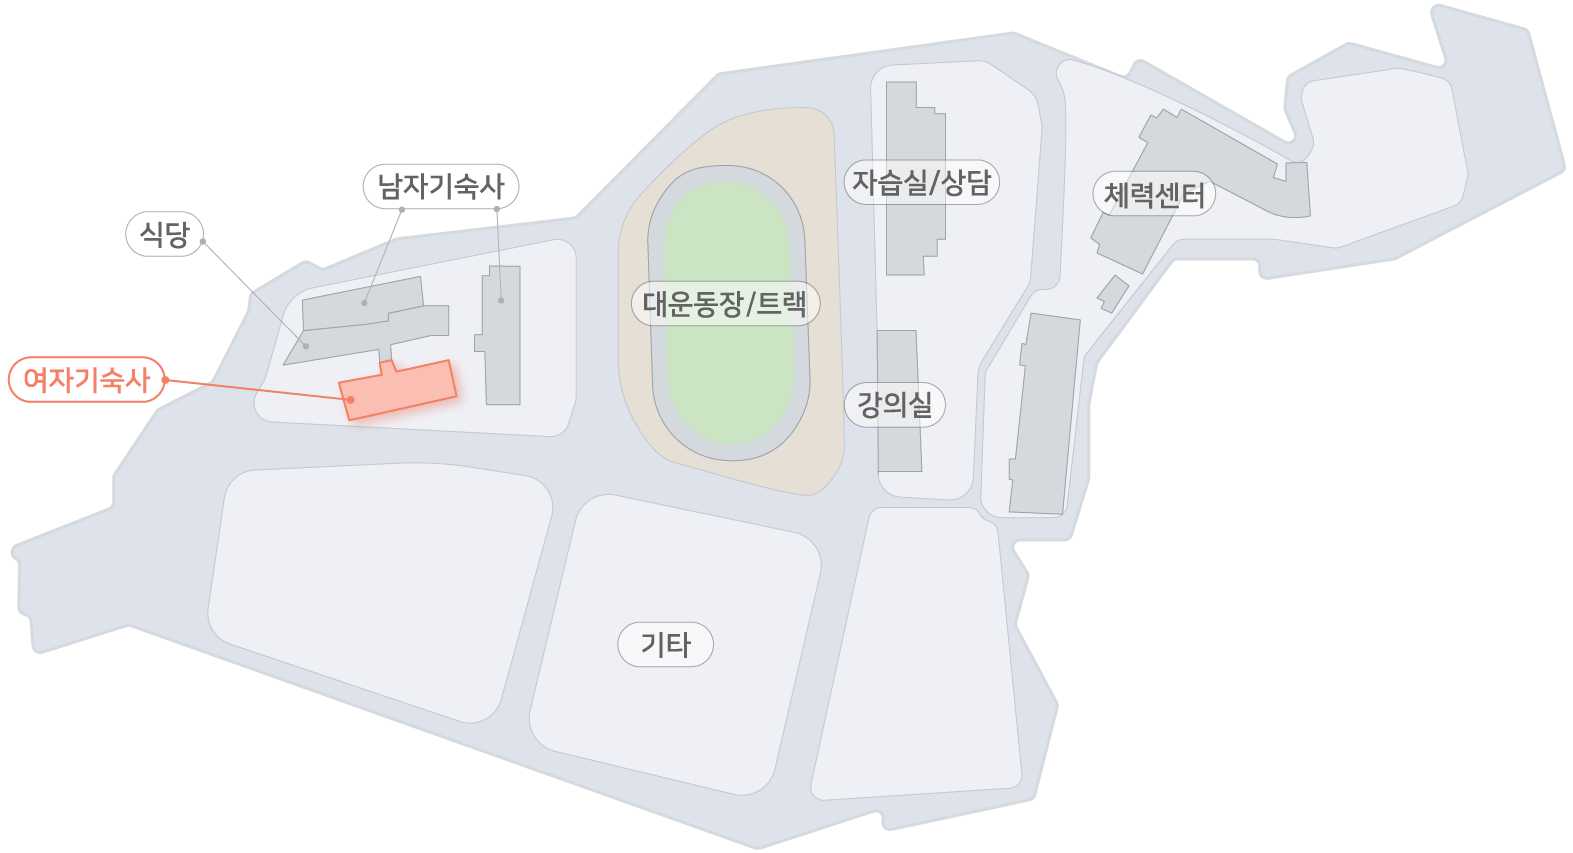 남자기숙사
식당
여자기숙사
대운동장/트랙
자습실/상담
체력센터
강의실
기타